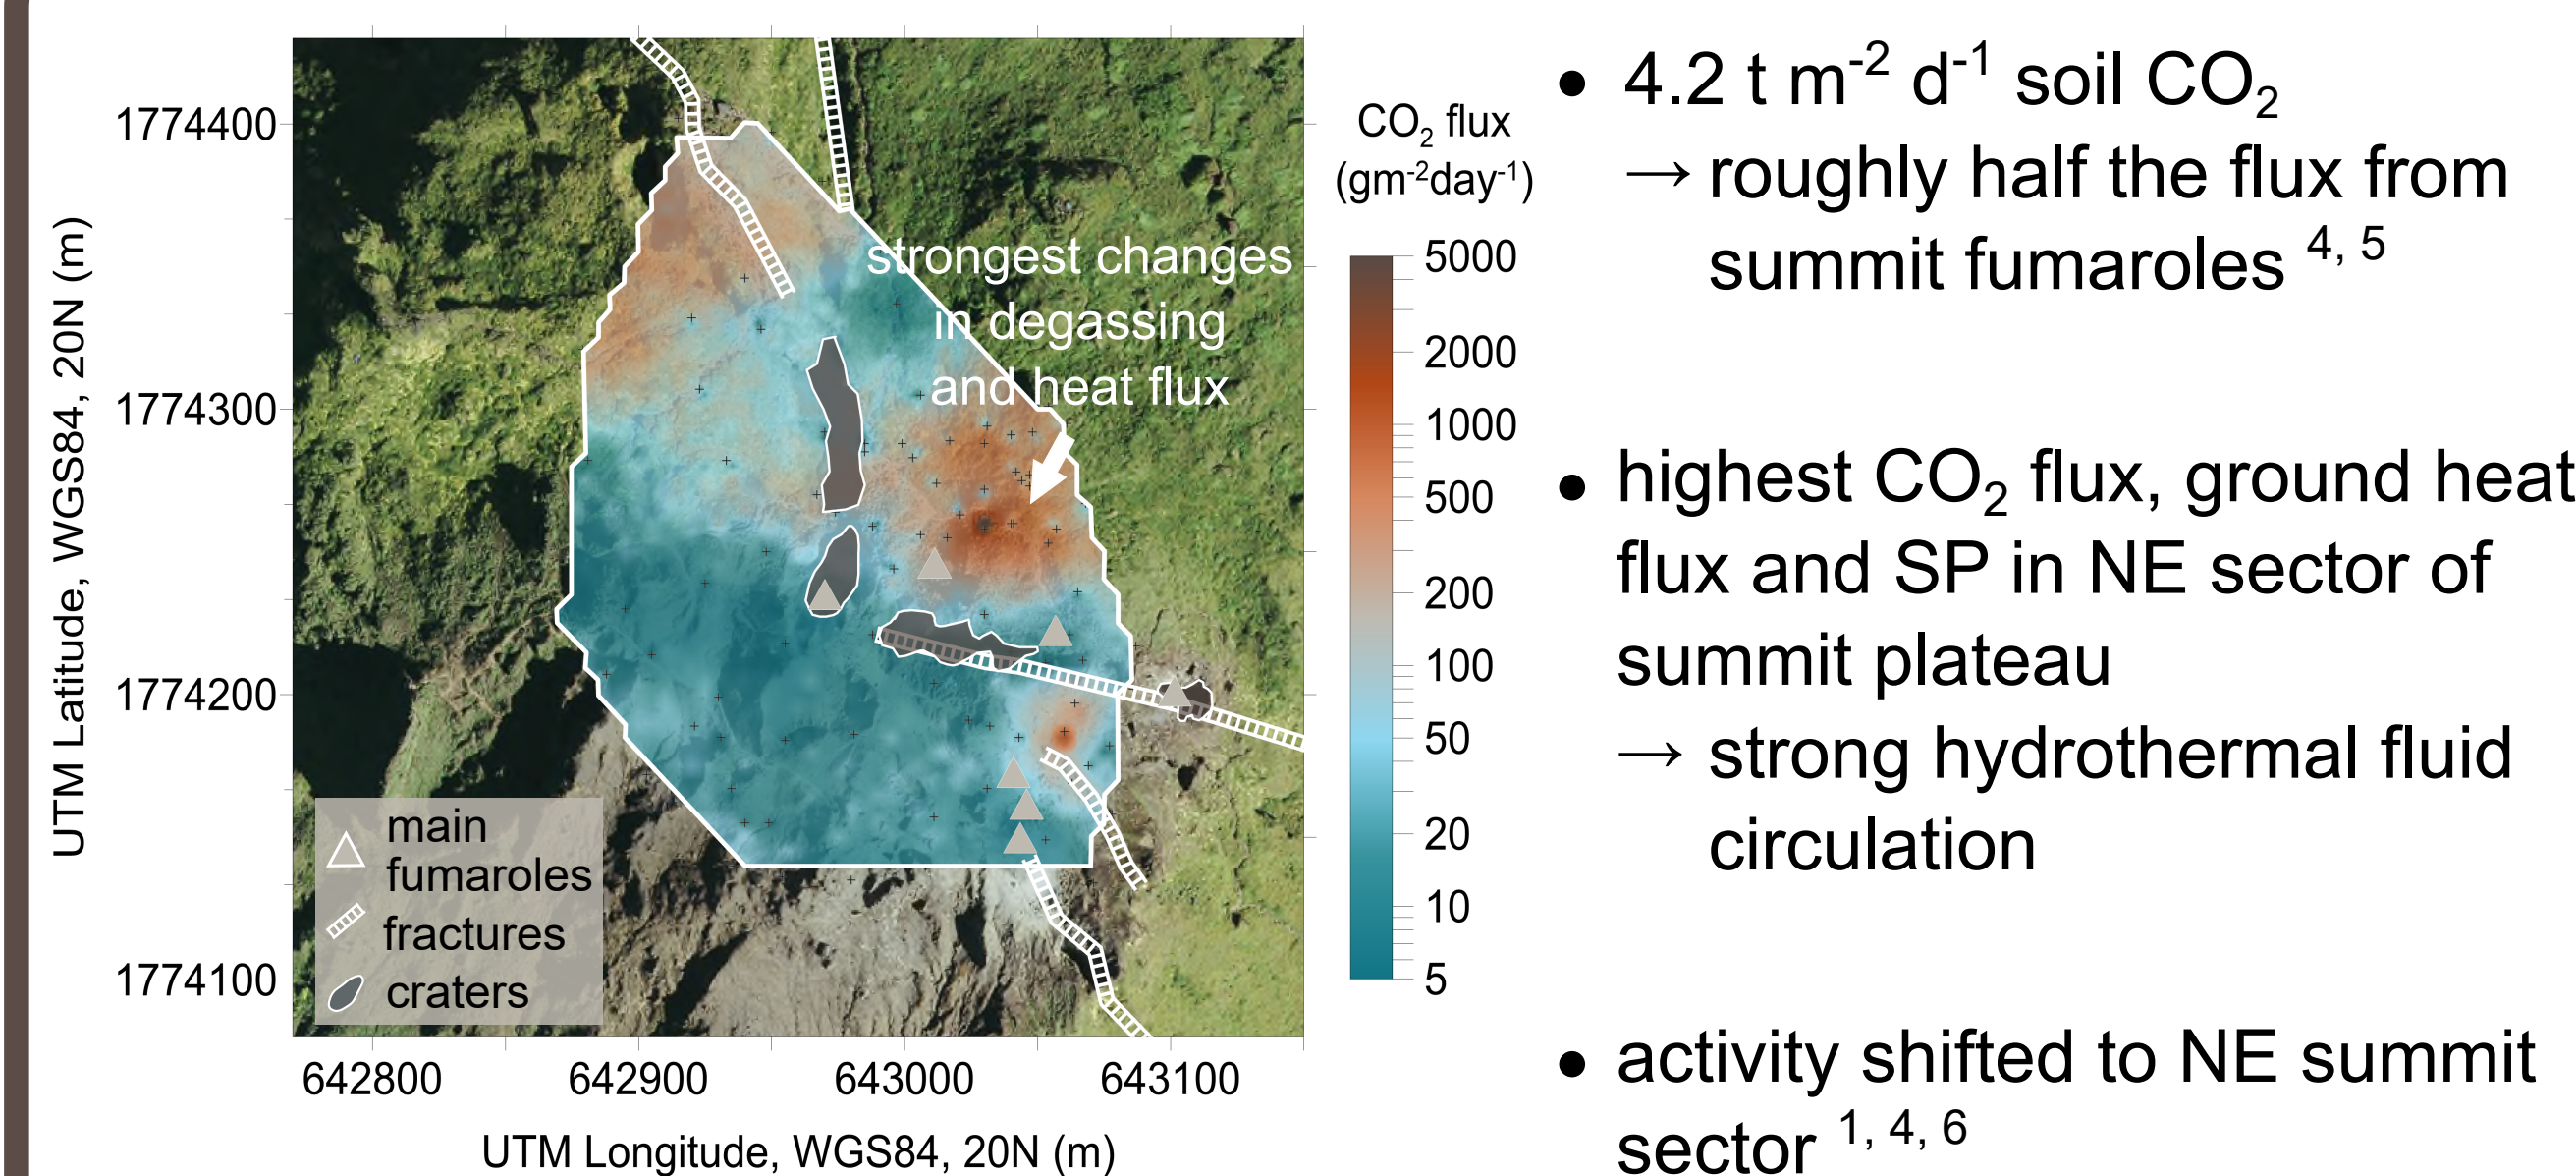 1774400
1774300
1774200
1774100
UTM Latitude, WGS84, 20N (m)
642800
642900
643000
643100
UTM Longitude, WGS84, 20N (m)
strongest changes
in degassing
and heat flux
main
fumaroles
fractures
craters
CO₂ flux
(gm⁻²day⁻¹)
5000
2000
1000
500
200
100
50
20
10
5
• 4.2 t m⁻² d⁻¹ soil CO₂
→ roughly half the flux from
summit fumaroles ⁴, ⁵
• highest CO₂ flux, ground heat
flux and SP in NE sector of
summit plateau
→ strong hydrothermal fluid
circulation
• activity shifted to NE summit
sector ¹, ⁴, ⁶